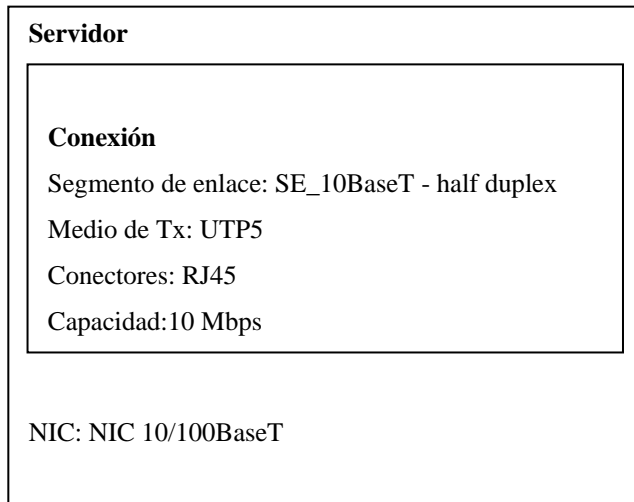 Servidor
Conexión
Segmento de enlace: SE_10BaseT - half duplex
Medio de Tx: UTP5
Conectores: RJ45
Capacidad:10 Mbps
NIC: NIC 10/100BaseT